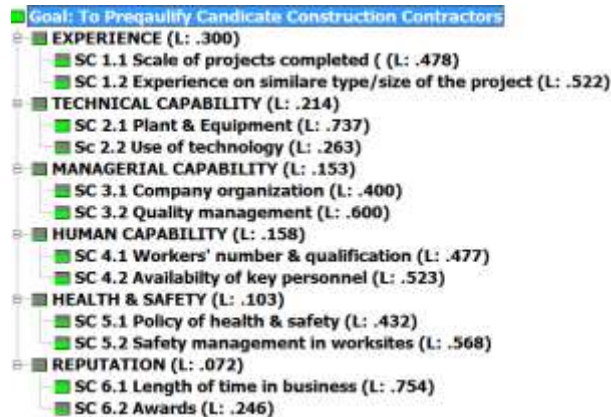 Goal: To Preqaulify Candicate Construction Contractors
EXPERIENCE (L: .300)
SC 1.1 Scale of projects completed ( (L: .478)
SC 1.2 Experience on similare type/size of the project (L: .522)
TECHNICAL CAPABILITY (L: .214)
SC 2.1 Plant & Equipment (L: .737)
Sc 2.2 Use of technology (L: .263)
MANAGERIAL CAPABILITY (L: .153)
SC 3.1 Company organization (L: .400)
SC 3.2 Quality management (L: .600)
HUMAN CAPABILITY (L: .158)
SC 4.1 Workers' number & qualification (L: .477)
SC 4.2 Availabilty of key personnel (L: .523)
HEALTH & SAFETY (L: .103)
SC 5.1 Policy of health & safety (L: .432)
SC 5.2 Safety management in worksites (L: .568)
REPUTATION (L: .072)
SC 6.1 Length of time in business (L: .754)
SC 6.2 Awards (L: .246)